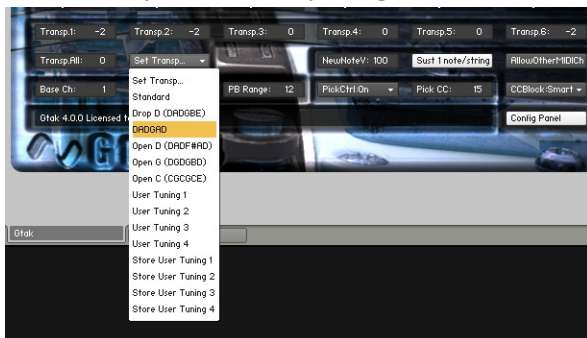 Transp.1: -2 Transp.2: -2 Transp.3: 0 Transp.4: 0 Transp.5: 0 Transp.6: -2
Transp.All: 0 Set Transp... NewNoteV: 100 Sust 1 note/string AllowOtherMIDICh
Base Ch: 1 PB Range: 12 PickCtrl:On Pick CC: 15 CCBlock:Smart
Gtak 4.0.0 Licensed Config Panel
Set Transp...
Standard
Drop D (DADGBE)
DADGAD
Open D (DADF#AD)
Open G (DGDGBD)
Open C (CGCGCE)
User Tuning 1
User Tuning 2
User Tuning 3
User Tuning 4
Store User Tuning 1
Store User Tuning 2
Store User Tuning 3
Store User Tuning 4
Gtak